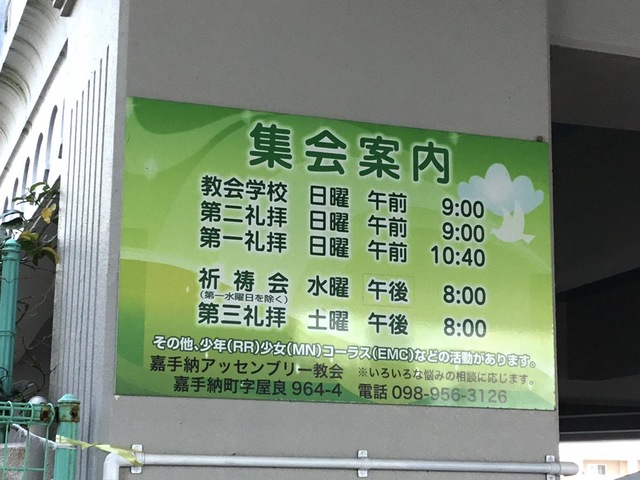 集会案内
教会学校 日曜 午前 9:00
第二礼拝 日曜 午前 9:00
第一礼拝 日曜 午前 10:40
祈祷会 水曜 午後 8:00
(第一水曜日を除く)
第三礼拝 土曜 午後 8:00
その他、少年(RR)少女(MN)コーラス(EMC)などの活動があります。
嘉手納アッセンブリー教会 ※いろいろな悩みの相談に応じます。
嘉手納町字屋良 964-4 電話 098-956-3126